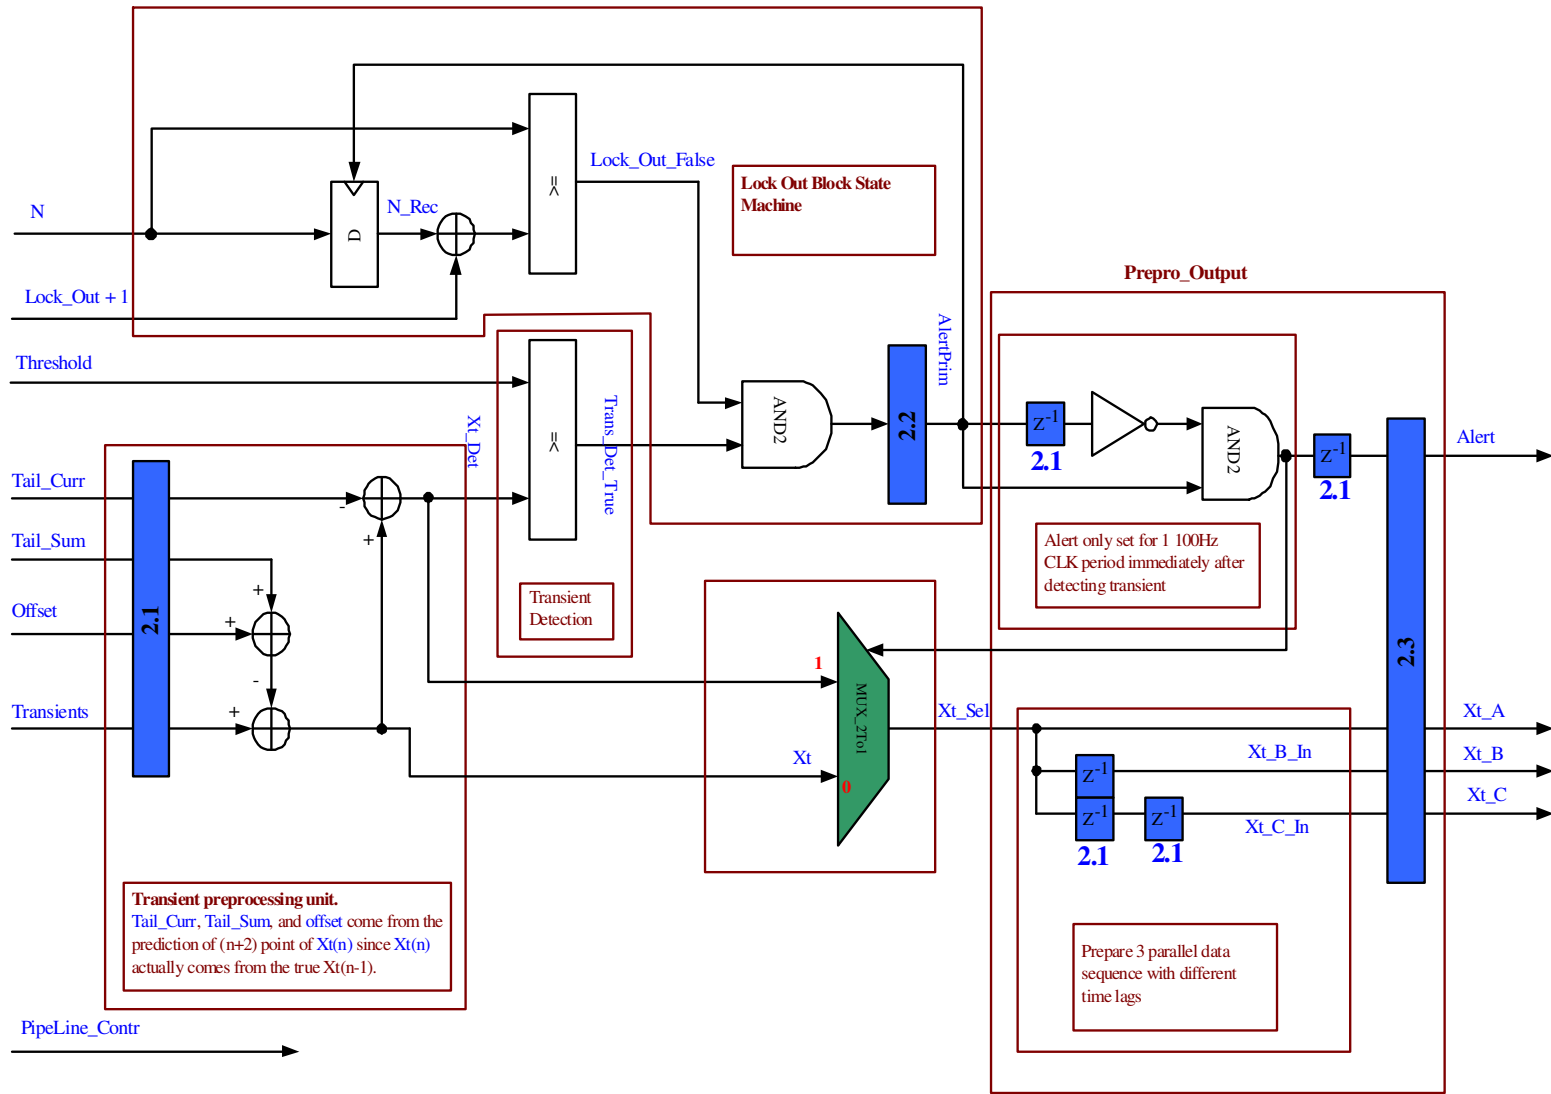 N
N_Rec
D
=<
Lock_Out_False
Lock Out Block State
Machine
Lock_Out + 1
Threshold
Prepro_Output
=<
Trans_Det_True
Xt_Det
AND2
2.2
AlertPrim
Z-1
2.1
AND2
Z-1
2.1
Alert
Tail_Curr
-
+
Tail_Sum
+
Offset
+
2.1
-
Transients
+
Transient
Detection
Alert only set for 1 100Hz
CLK period immediately after
detecting transient
2.3
1
MUX_2To1
Xt
0
Xt_Sel
Xt_A
Xt_B_In
Xt_B
Z-1
Xt_C
Z-1
Z-1
Xt_C_In
2.1
2.1
Transient preprocessing unit.
Tail_Curr, Tail_Sum, and offset come from the
prediction of (n+2) point of Xt(n) since Xt(n)
actually comes from the true Xt(n-1).
Prepare 3 parallel data
sequence with different
time lags
PipeLine_Contr